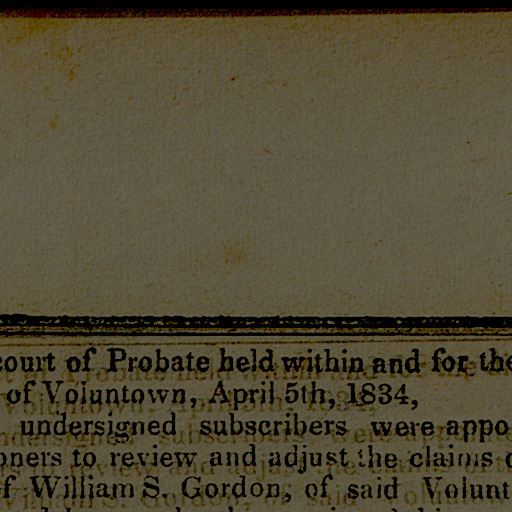 court of Probate held within and for the
of Voluntown, April 5th, 1834,
undersigned subscribers were appo
oners to review and adjust the claims
f William S. Gordon, of said Volunt